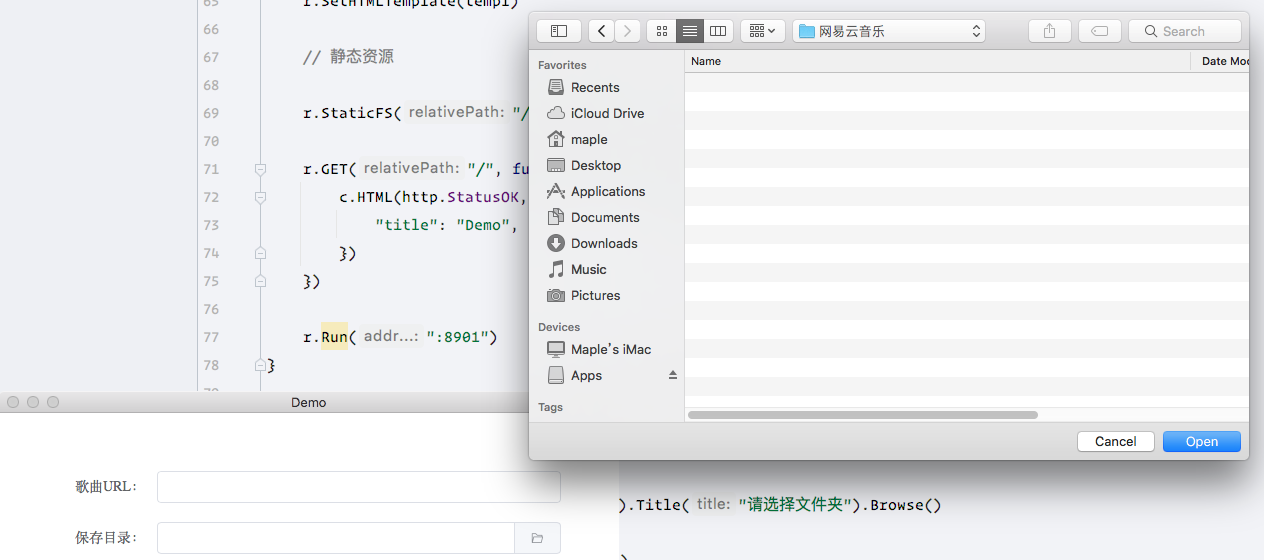 65 r.SetHTMLTemplate(templ)
66
67 // 静态资源
68
69 r.StaticFS( relativePath: "/
70
71 r.GET( relativePath: "/", fu
72 c.HTML(http.StatusOK,
73 "title": "Demo",
74 })
75 })
76
77 r.Run( addr...: ":8901")
78 }
网易云音乐
Search
Favorites
Recents
iCloud Drive
maple
Desktop
Applications
Documents
Downloads
Music
Pictures
Devices
Maple's iMac
Apps
Tags
Name
Date Mod
Cancel
Open
Demo
歌曲URL:
保存目录:
).Title( title: "请选择文件夹").Browse()
)